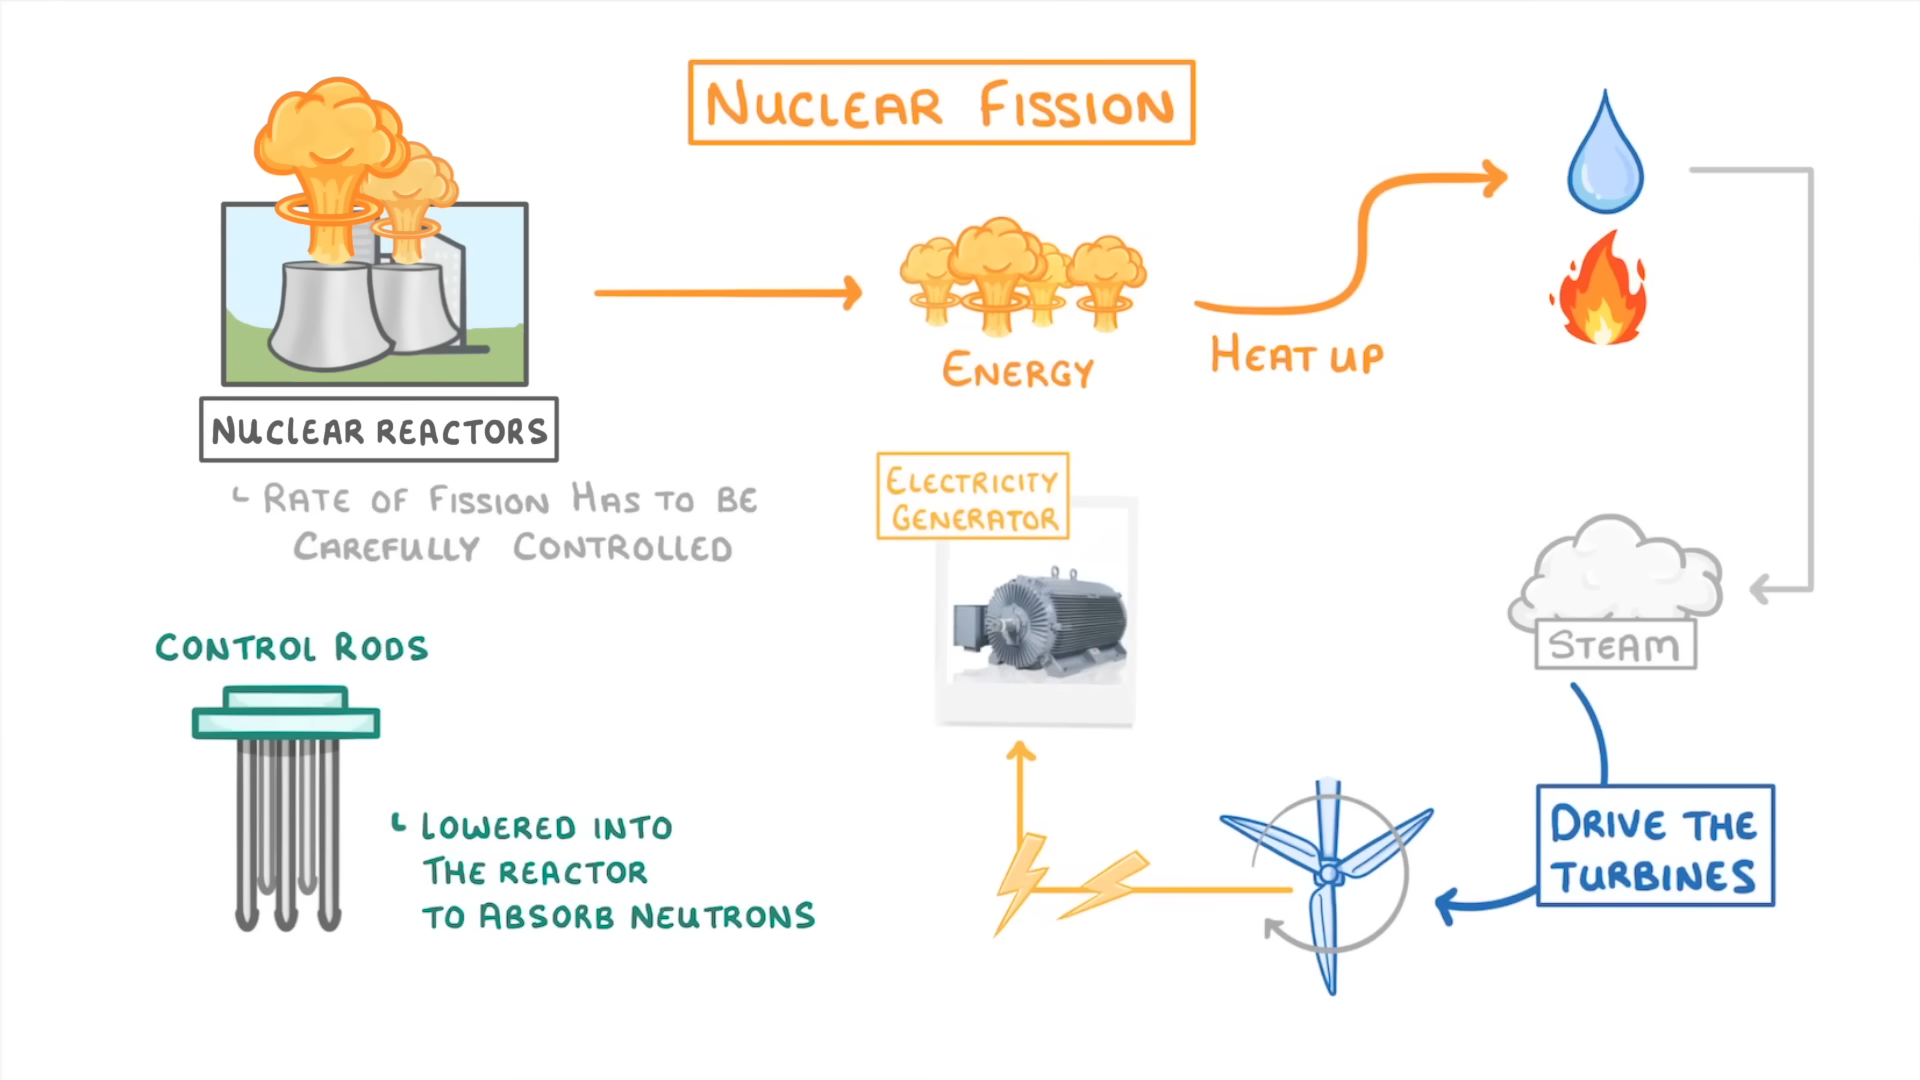 NUCLEAR FISSION
NUCLEAR REACTORS
RATE OF FISSION HAS TO BE
CAREFULLY CONTROLLED
CONTROL RODS
LOWERED INTO
THE REACTOR
TO ABSORB NEUTRONS
ENERGY
HEAT UP
STEAM
DRIVE THE
TURBINES
ELECTRICITY
GENERATOR